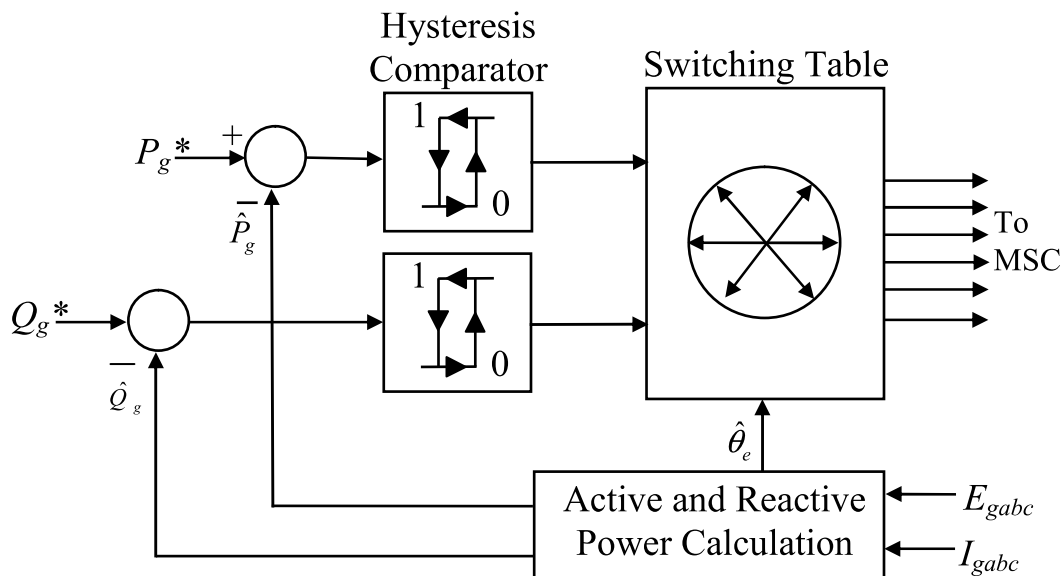 Hysteresis
Comparator
Switching Table
1
0
P_g*
+
−
P̂_g
1
0
Q_g*
−
Q̂_g
To
MSC
θ̂_e
Active and Reactive
Power Calculation
E_gabc
I_gabc